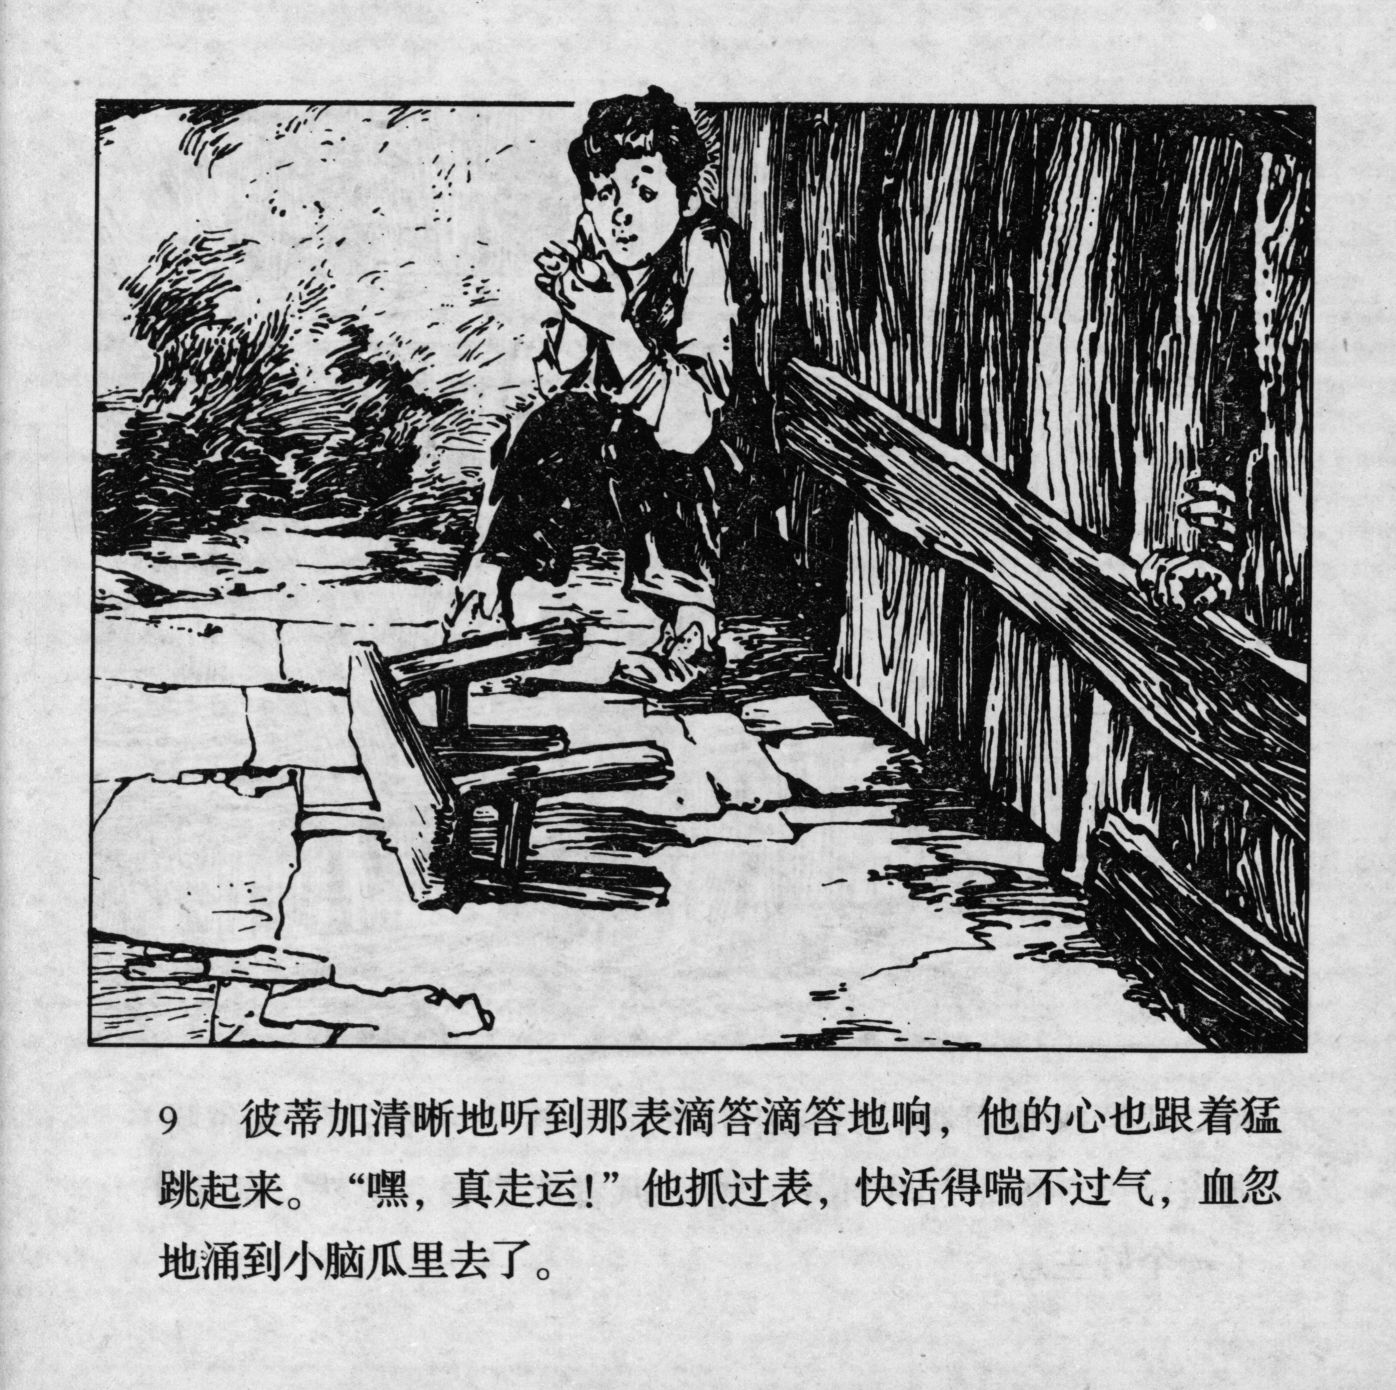 9 彼蒂加清晰地听到那表滴答滴答地响，他的心也跟着猛
跳起来。“嘿，真走运！”他抓过表，快活得喘不过气，血忽
地涌到小脑瓜里去了。